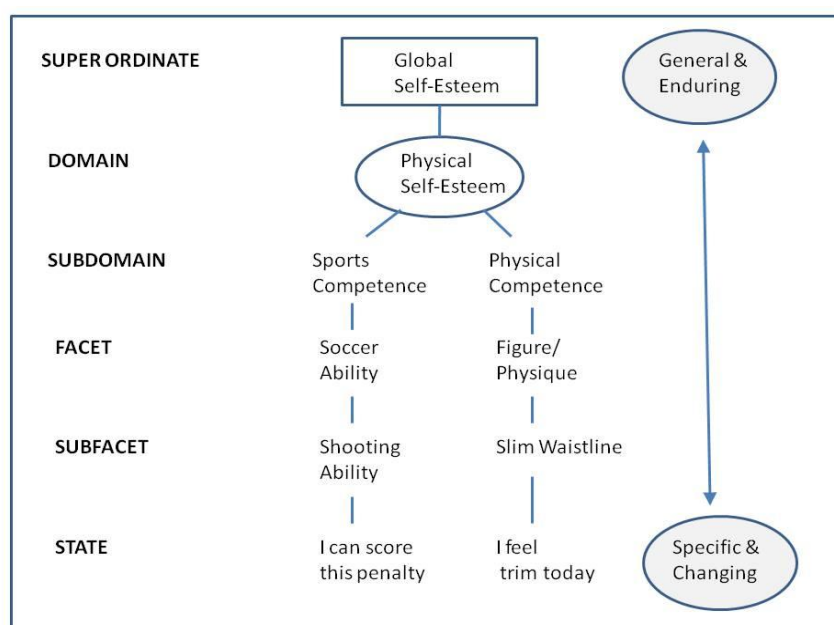 SUPER ORDINATE
Global
Self-Esteem
General &
Enduring
DOMAIN
Physical
Self-Esteem
SUBDOMAIN
Sports
Competence
Physical
Competence
FACET
Soccer
Ability
Figure/
Physique
SUBFACET
Shooting
Ability
Slim Waistline
STATE
I can score
this penalty
I feel
trim today
Specific &
Changing